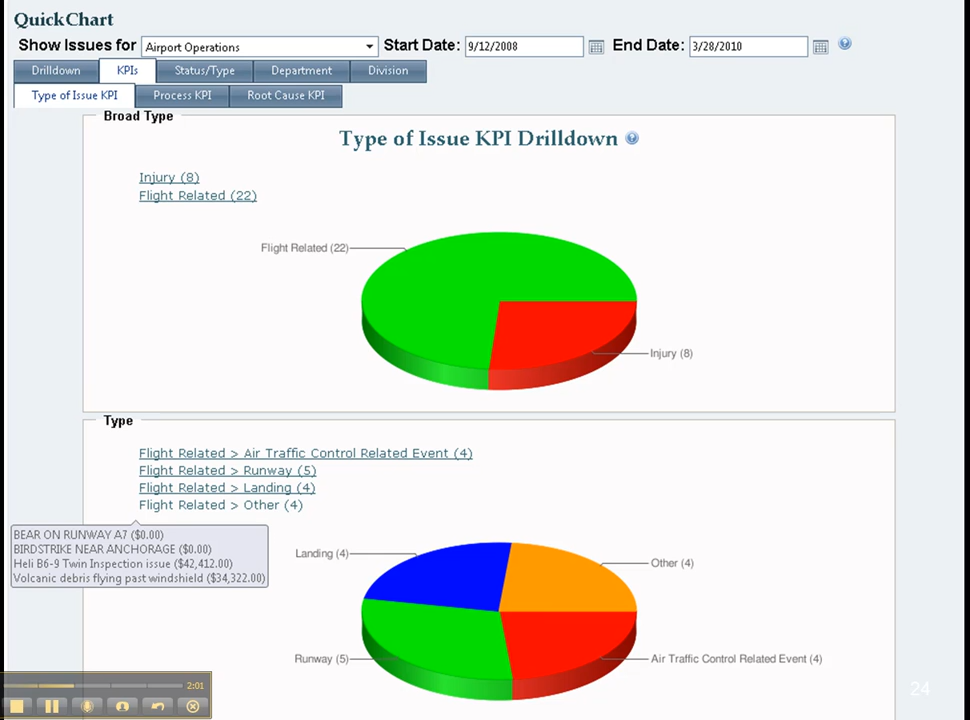 QuickChart
Show Issues for Airport Operations Start Date: 9/12/2008 End Date: 3/28/2010
Drilldown KPIs Status/Type Department Division
Type of Issue KPI Process KPI Root Cause KPI
Broad Type
Type of Issue KPI Drilldown
Injury (8)
Flight Related (22)
Flight Related (22)
Injury (8)
Type
Flight Related > Air Traffic Control Related Event (4)
Flight Related > Runway (5)
Flight Related > Landing (4)
Flight Related > Other (4)
BEAR ON RUNWAY A7 ($0.00)
BIRDSTRIKE NEAR ANCHORAGE ($0.00)
Heli B6-9 Twin Inspection issue ($42,412.00)
Volcanic debris flying past windshield ($34,322.00)
Landing (4)
Other (4)
Runway (5)
Air Traffic Control Related Event (4)
2:01
24